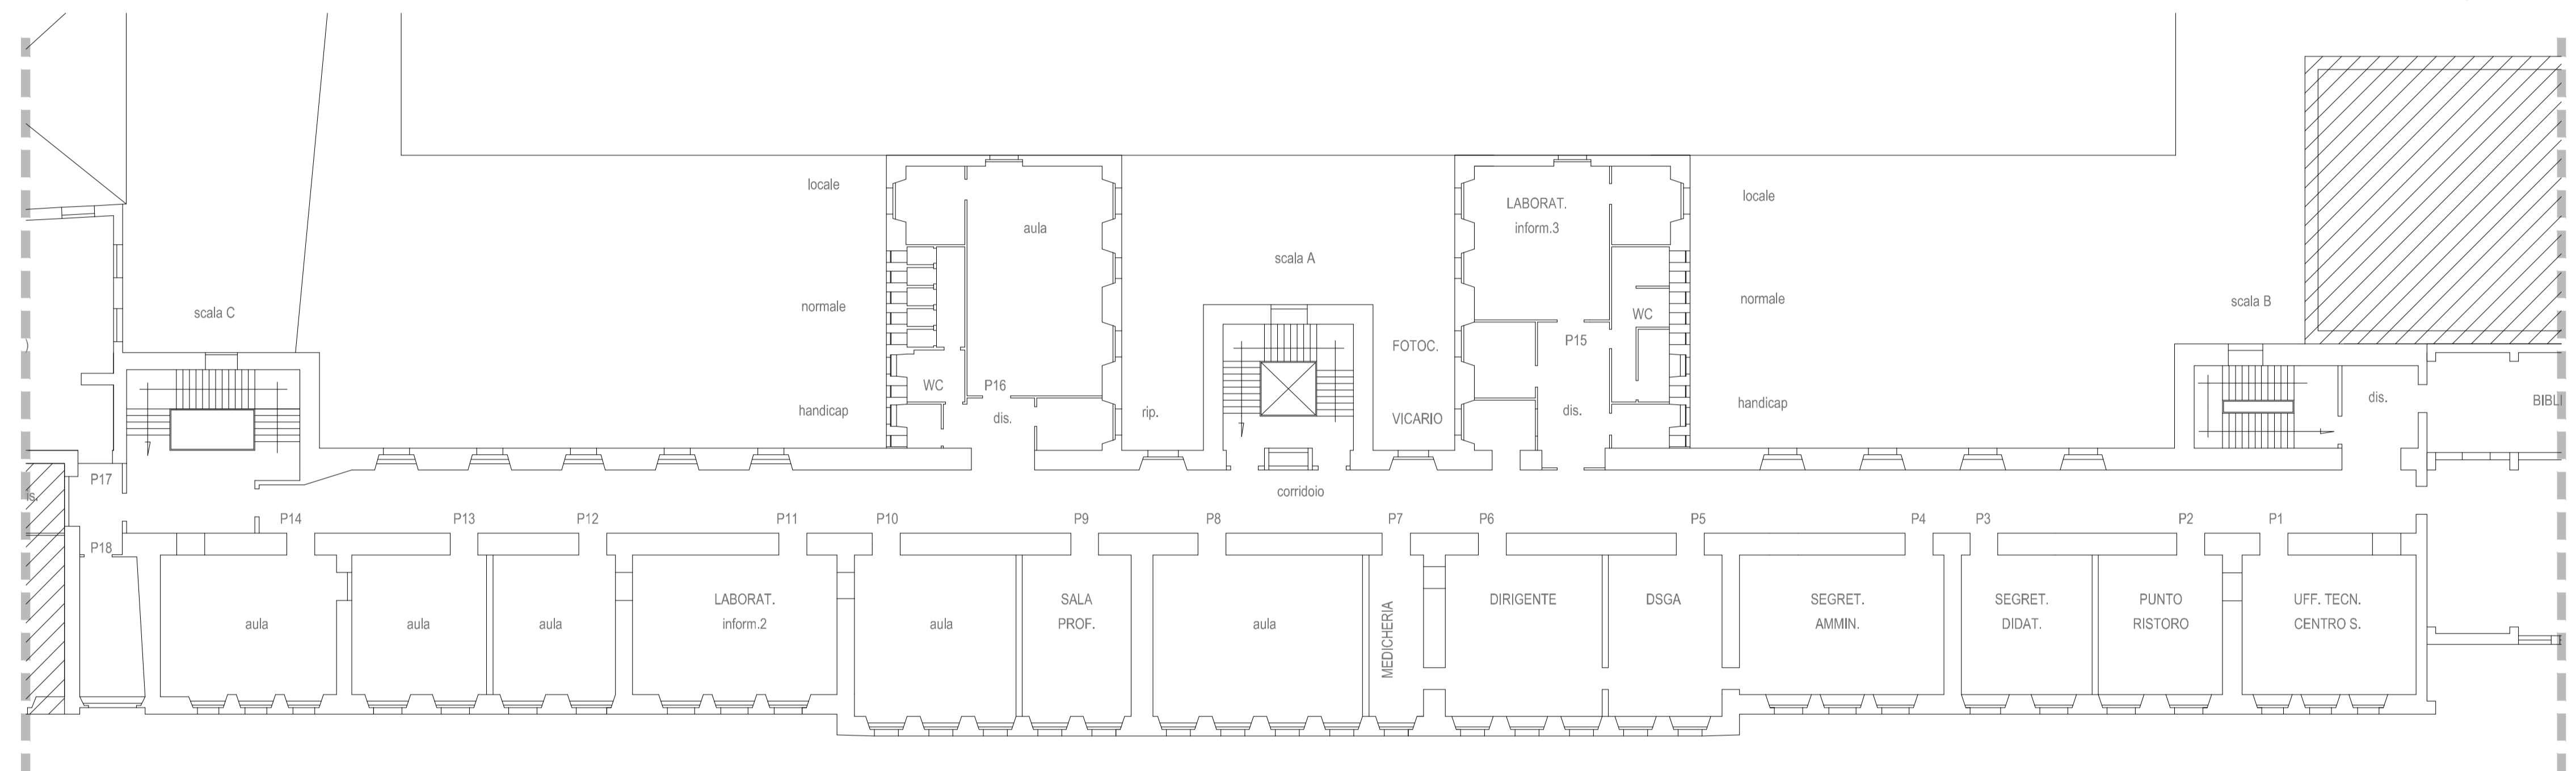 locale
locale
LABORAT.
inform.3
aula
scala A
normale
normale
scala B
scala C
WC
P15
FOTOC.
WC
P16
handicap
rip.
dis.
VICARIO
dis.
handicap
dis.
BIBLI
P17
is.
corridoio
P14
P13
P12
P11
P10
P9
P8
P7
P6
P5
P4
P3
P2
P1
P18
aula
aula
aula
LABORAT.
inform.2
aula
SALA
PROF.
aula
MEDICHERIA
DIRIGENTE
DSGA
SEGRET.
AMMIN.
SEGRET.
DIDAT.
PUNTO
RISTORO
UFF. TECN.
CENTRO S.